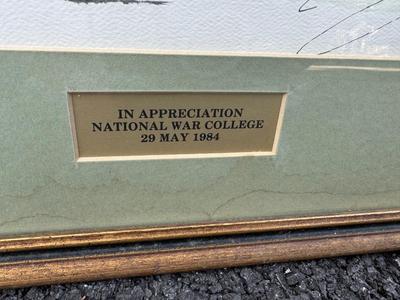 IN APPRECIATION
NATIONAL WAR COLLEGE
29 MAY 1984